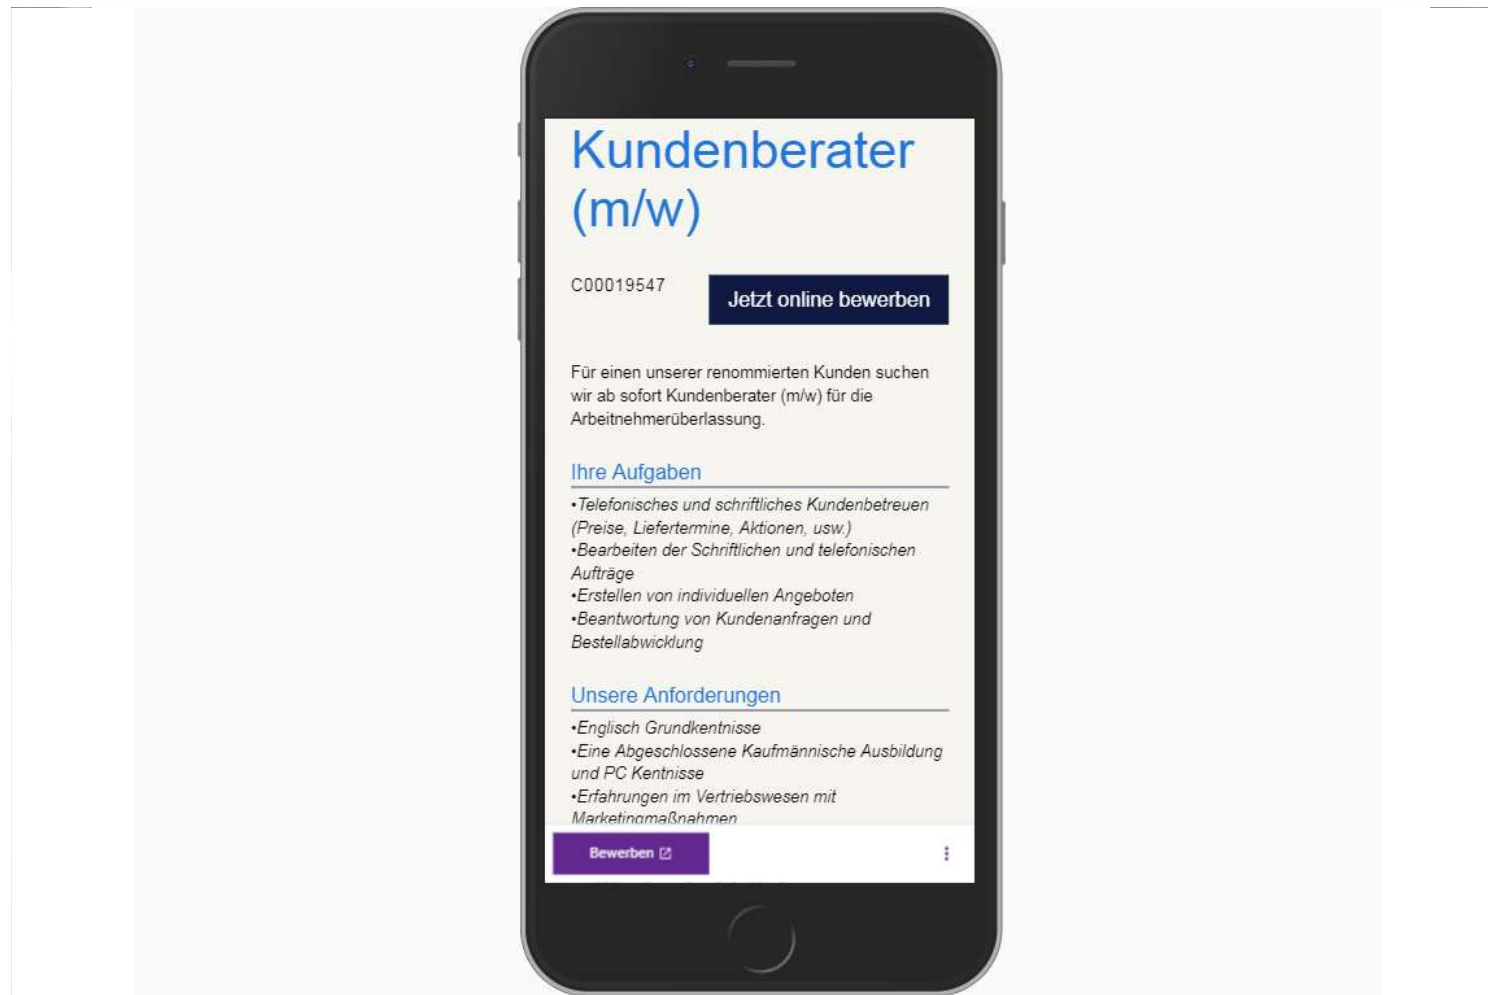 Kundenberater
(m/w)
C00019547
Jetzt online bewerben
Für einen unserer renommierten Kunden suchen
wir ab sofort Kundenberater (m/w) für die
Arbeitnehmerüberlassung.
Ihre Aufgaben
•Telefonisches und schriftliches Kundenbetreuen
(Preise, Liefertermine, Aktionen, usw.)
•Bearbeiten der Schriftlichen und telefonischen
Aufträge
•Erstellen von individuellen Angeboten
•Beantwortung von Kundenanfragen und
Bestellabwicklung
Unsere Anforderungen
•Englisch Grundkentnisse
•Eine Abgeschlossene Kaufmännische Ausbildung
und PC Kentnisse
•Erfahrungen im Vertriebswesen mit
Marketingmaßnahmen
Bewerben